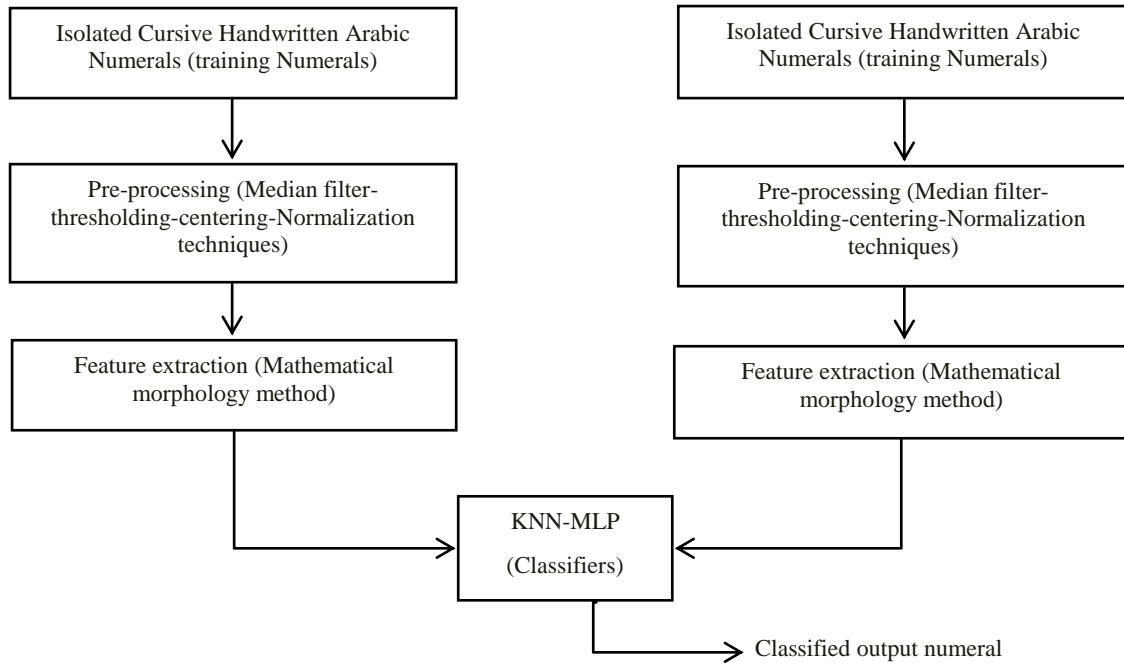 Isolated Cursive Handwritten Arabic
Numerals (training Numerals)
Pre-processing (Median filter-
thresholding-centering-Normalization
techniques)
Feature extraction (Mathematical
morphology method)
Isolated Cursive Handwritten Arabic
Numerals (training Numerals)
Pre-processing (Median filter-
thresholding-centering-Normalization
techniques)
Feature extraction (Mathematical
morphology method)
KNN-MLP
(Classifiers)
Classified output numeral